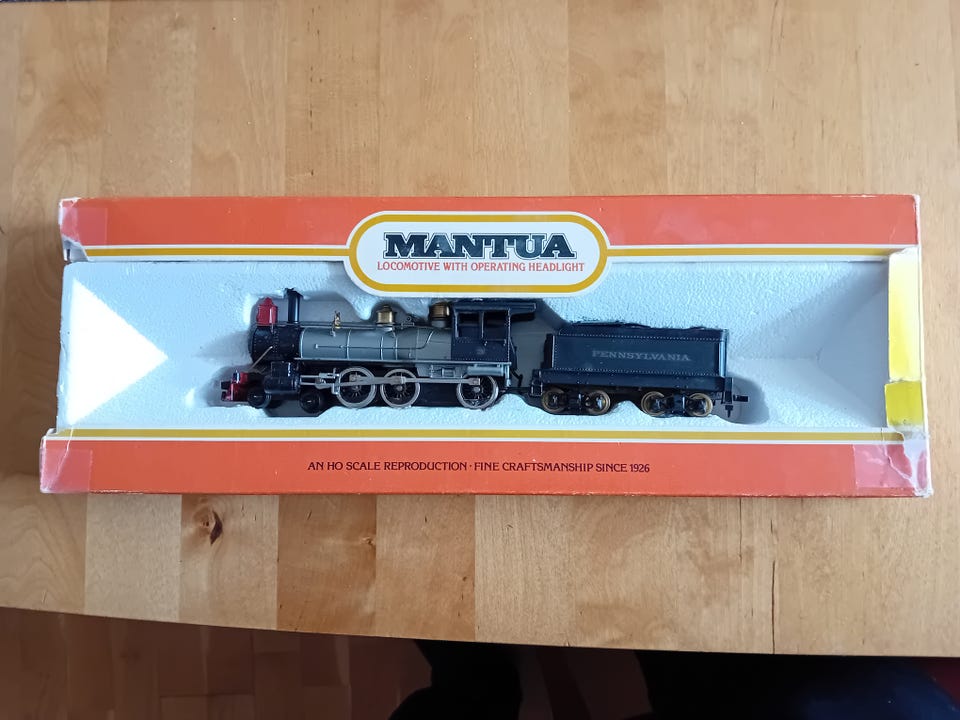 MANTUA
LOCOMOTIVE WITH OPERATING HEADLIGHT
PENNSYLVANIA
AN HO SCALE REPRODUCTION · FINE CRAFTSMANSHIP SINCE 1926